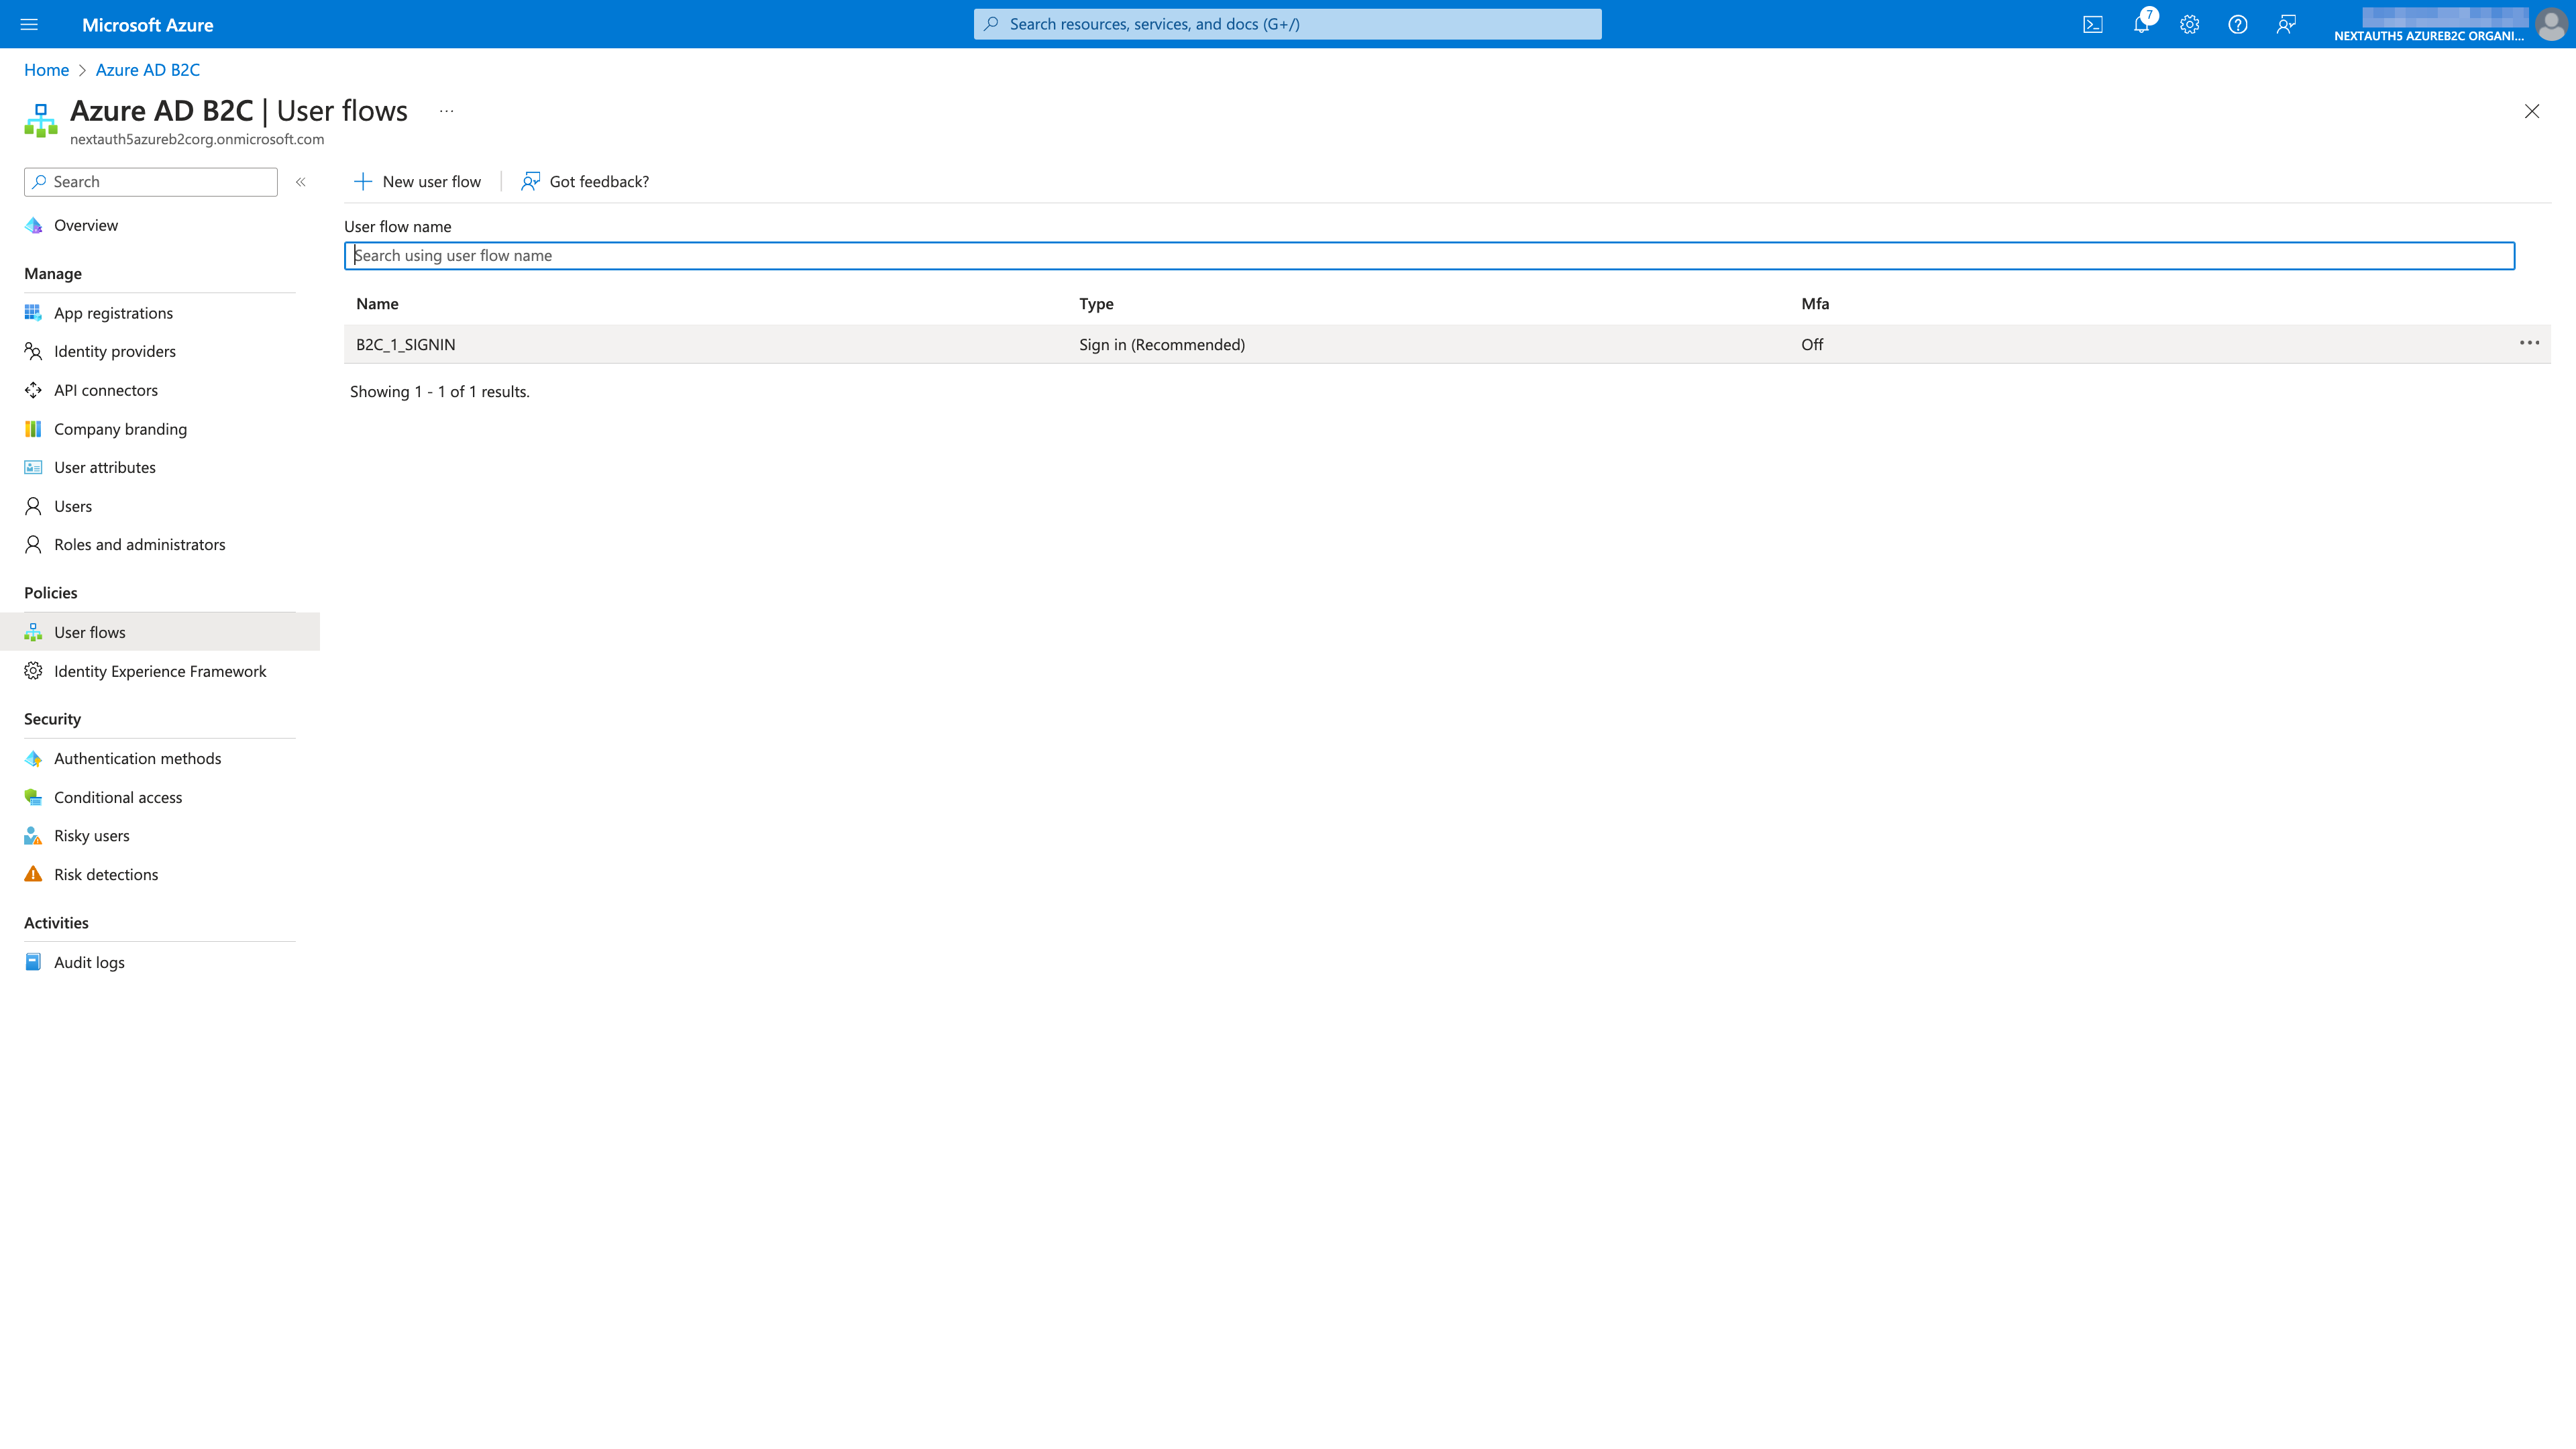 Microsoft Azure
Search resources, services, and docs (G+/)
7
NEXTAUTH5 AZUREB2C ORGANI...
Home > Azure AD B2C
Azure AD B2C | User flows ...
nextauth5azureb2corg.onmicrosoft.com
Search
«
New user flow
Got feedback?
Overview
User flow name
Search using user flow name
Manage
Name Type Mfa
App registrations
B2C_1_SIGNIN Sign in (Recommended) Off
Identity providers
API connectors
Showing 1 - 1 of 1 results.
Company branding
User attributes
Users
Roles and administrators
Policies
User flows
Identity Experience Framework
Security
Authentication methods
Conditional access
Risky users
Risk detections
Activities
Audit logs